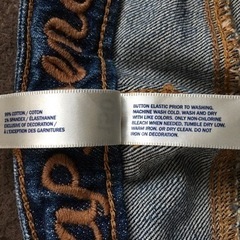 99% COTTON / COTON
1% SPANDEX / ÉLASTHANNE
EXCLUSIVE OF DECORATION /
À L'EXCEPTION DES GARNITURES
BUTTON ELASTIC PRIOR TO WASHING.
MACHINE WASH COLD. WASH AND DRY
WITH LIKE COLORS. ONLY NON-CHLORINE
BLEACH WHEN NEEDED. TUMBLE DRY LOW.
WARM IRON, OR DRY CLEAN. DO NOT
IRON ON DECORATION.